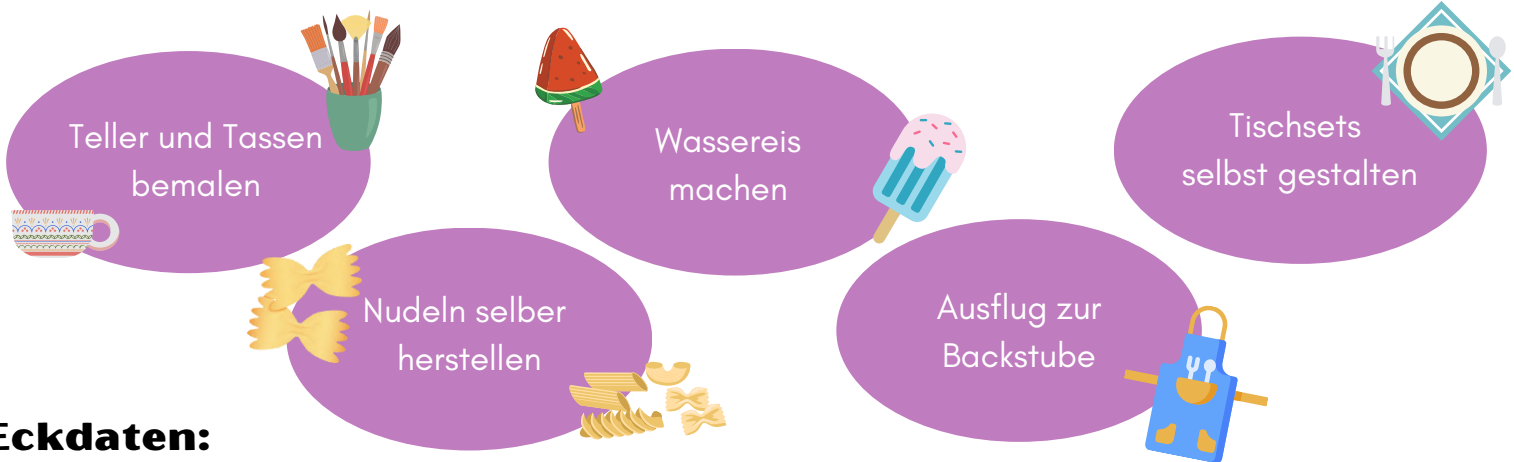 Teller und Tassen
bemalen
Wassereis
machen
Tischsets
selbst gestalten
Nudeln selber
herstellen
Ausflug zur
Backstube
Eckdaten: